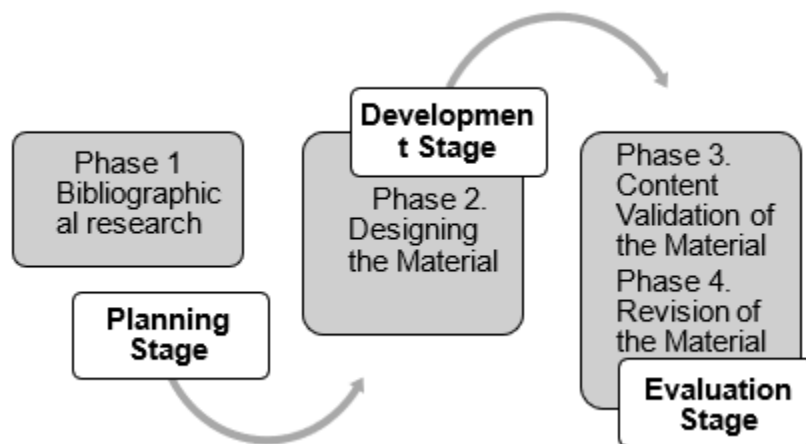 Phase 1
Bibliographic
al research
Planning
Stage
Developmen
t Stage
Phase 2.
Designing
the Material
Phase 3.
Content
Validation of
the Material
Phase 4.
Revision of
the Material
Evaluation
Stage